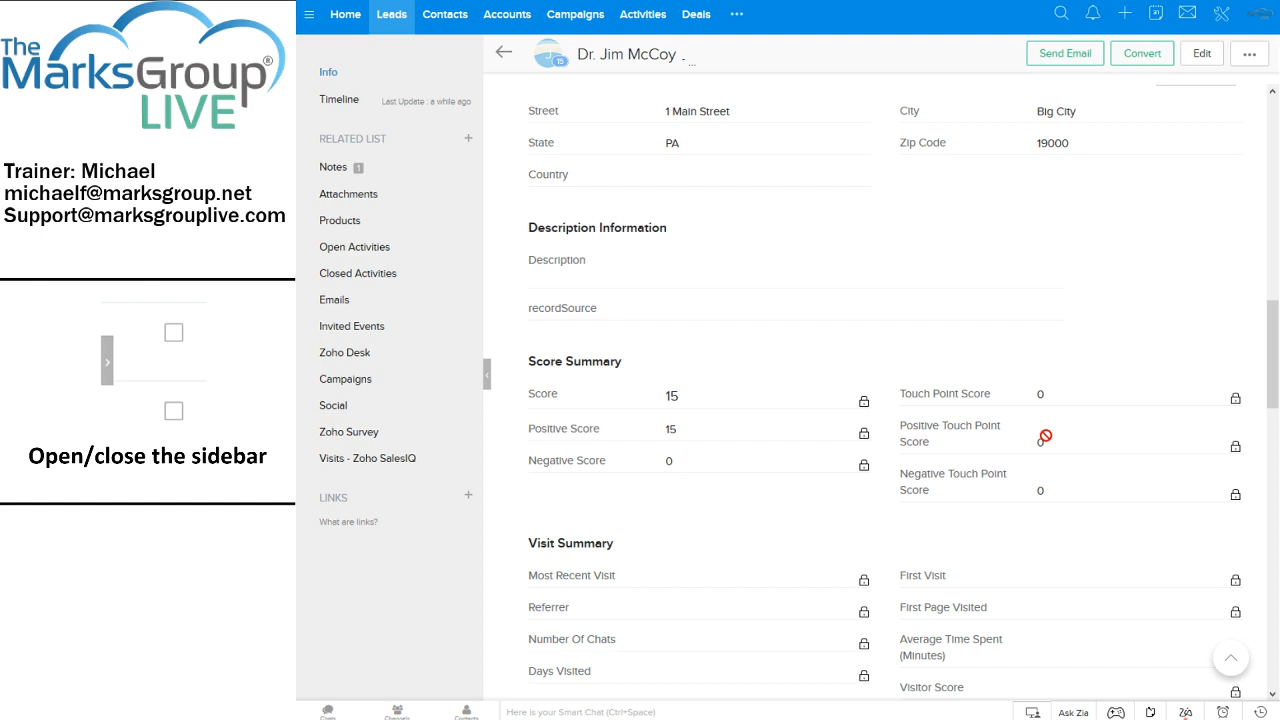 The
MarksGroup®
LIVE
Trainer: Michael
michaelf@marksgroup.net
Support@marksgrouplive.com
Open/close the sidebar
Home Leads Contacts Accounts Campaigns Activities Deals
Dr. Jim McCoy
15
Send Email Convert Edit
Info
Timeline Last Update : a while ago
RELATED LIST
Notes 1
Attachments
Products
Open Activities
Closed Activities
Emails
Invited Events
Zoho Desk
Campaigns
Social
Zoho Survey
Visits - Zoho SalesIQ
LINKS
What are links?
Street 1 Main Street City Big City
State PA Zip Code 19000
Country
Description Information
Description
recordSource
Score Summary
Score 15 Touch Point Score 0
Positive Score 15 Positive Touch Point
Score 0
Negative Score 0 Negative Touch Point
Score 0
Visit Summary
Most Recent Visit First Visit
Referrer First Page Visited
Number Of Chats Average Time Spent
(Minutes)
Days Visited Visitor Score
Chats Channels Contacts Here is your Smart Chat (Ctrl+Space) Ask Zia